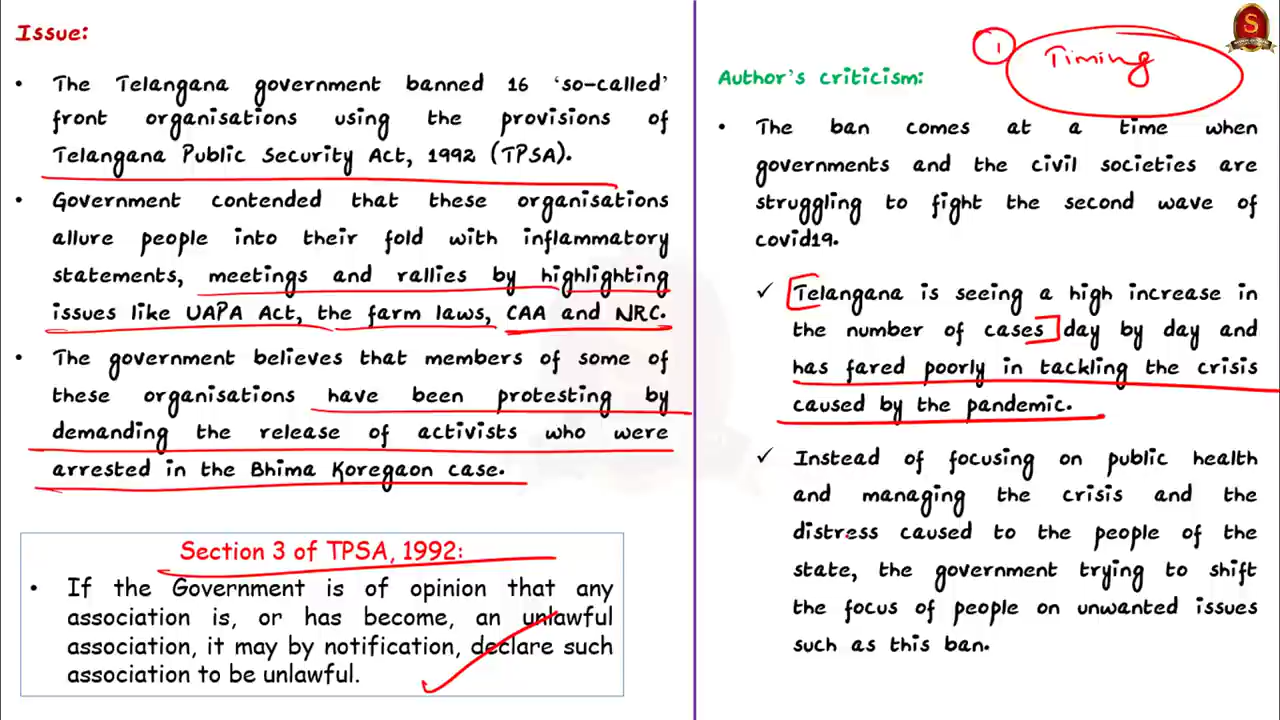 Issue:
• The Telangana government banned 16 ‘so-called’
front organisations using the provisions of
Telangana Public Security Act, 1992 (TPSA).
• Government contended that these organisations
allure people into their fold with inflammatory
statements, meetings and rallies by highlighting
issues like UAPA Act, the farm laws, CAA and NRC.
• The government believes that members of some of
these organisations have been protesting by
demanding the release of activists who were
arrested in the Bhima Koregaon case.
Section 3 of TPSA, 1992:
• If the Government is of opinion that any
association is, or has become, an unlawful
association, it may by notification, declare such
association to be unlawful.
S
1 Timing
Author's criticism:
• The ban comes at a time when
governments and the civil societies are
struggling to fight the second wave of
covid19.
✓ Telangana is seeing a high increase in
the number of cases day by day and
has fared poorly in tackling the crisis
caused by the pandemic.
✓ Instead of focusing on public health
and managing the crisis and the
distress caused to the people of the
state, the government trying to shift
the focus of people on unwanted issues
such as this ban.